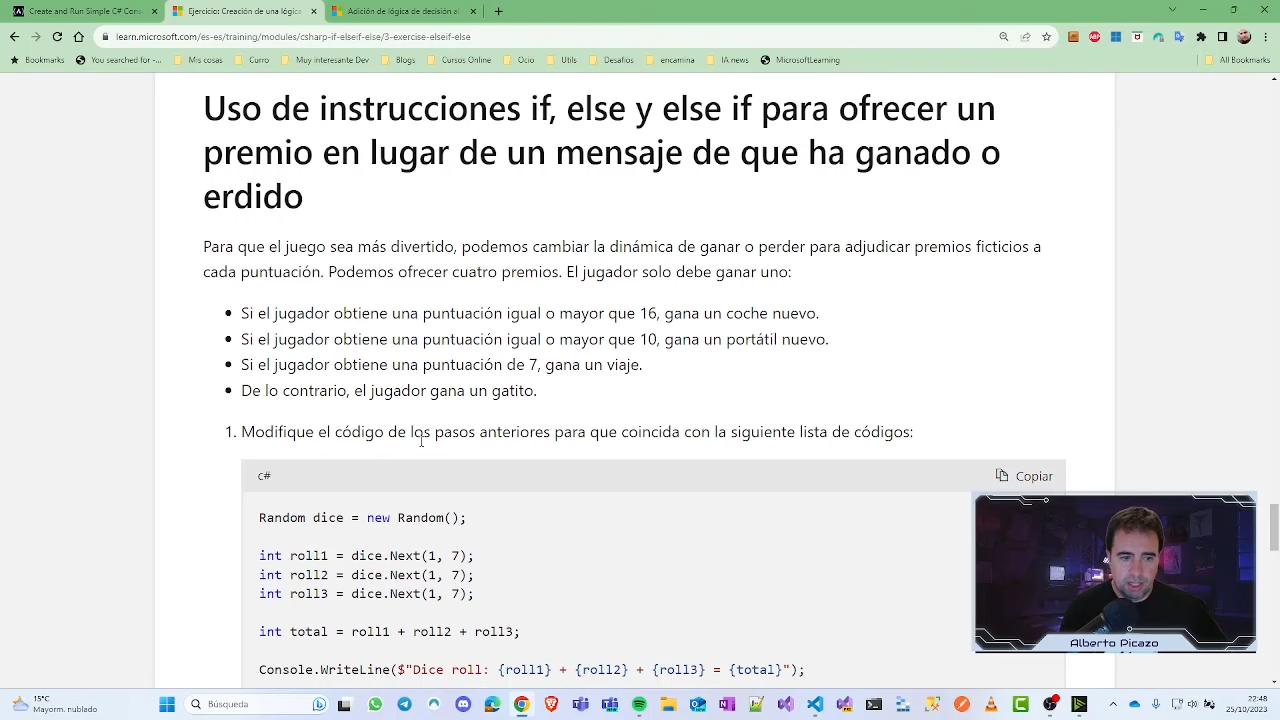 Create and Run Simple C# Cons
Ejercicio: Creación de una lógica
Adición de lógica de decisión al
learn.microsoft.com/es-es/training/modules/csharp-if-elseif-else/3-exercise-elseif-else
Bookmarks
You searched for -...
Mis cosas
Curro
Muy interesante Dev
Blogs
Cursos Online
Ocio
Utils
Desafios
encamina
IA news
MicrosoftLearning
All Bookmarks
Uso de instrucciones if, else y else if para ofrecer un
premio en lugar de un mensaje de que ha ganado o
erdido
Para que el juego sea más divertido, podemos cambiar la dinámica de ganar o perder para adjudicar premios ficticios a
cada puntuación. Podemos ofrecer cuatro premios. El jugador solo debe ganar uno:
• Si el jugador obtiene una puntuación igual o mayor que 16, gana un coche nuevo.
• Si el jugador obtiene una puntuación igual o mayor que 10, gana un portátil nuevo.
• Si el jugador obtiene una puntuación de 7, gana un viaje.
• De lo contrario, el jugador gana un gatito.
1. Modifique el código de los pasos anteriores para que coincida con la siguiente lista de códigos:
c#
Copiar
Random dice = new Random();
int roll1 = dice.Next(1, 7);
int roll2 = dice.Next(1, 7);
int roll3 = dice.Next(1, 7);
int total = roll1 + roll2 + roll3;
Console.WriteLine($"Dice roll: {roll1} + {roll2} + {roll3} = {total}");
Alberto Picazo
15°C
Mayorm. nublado
Búsqueda
22:48
25/10/2023